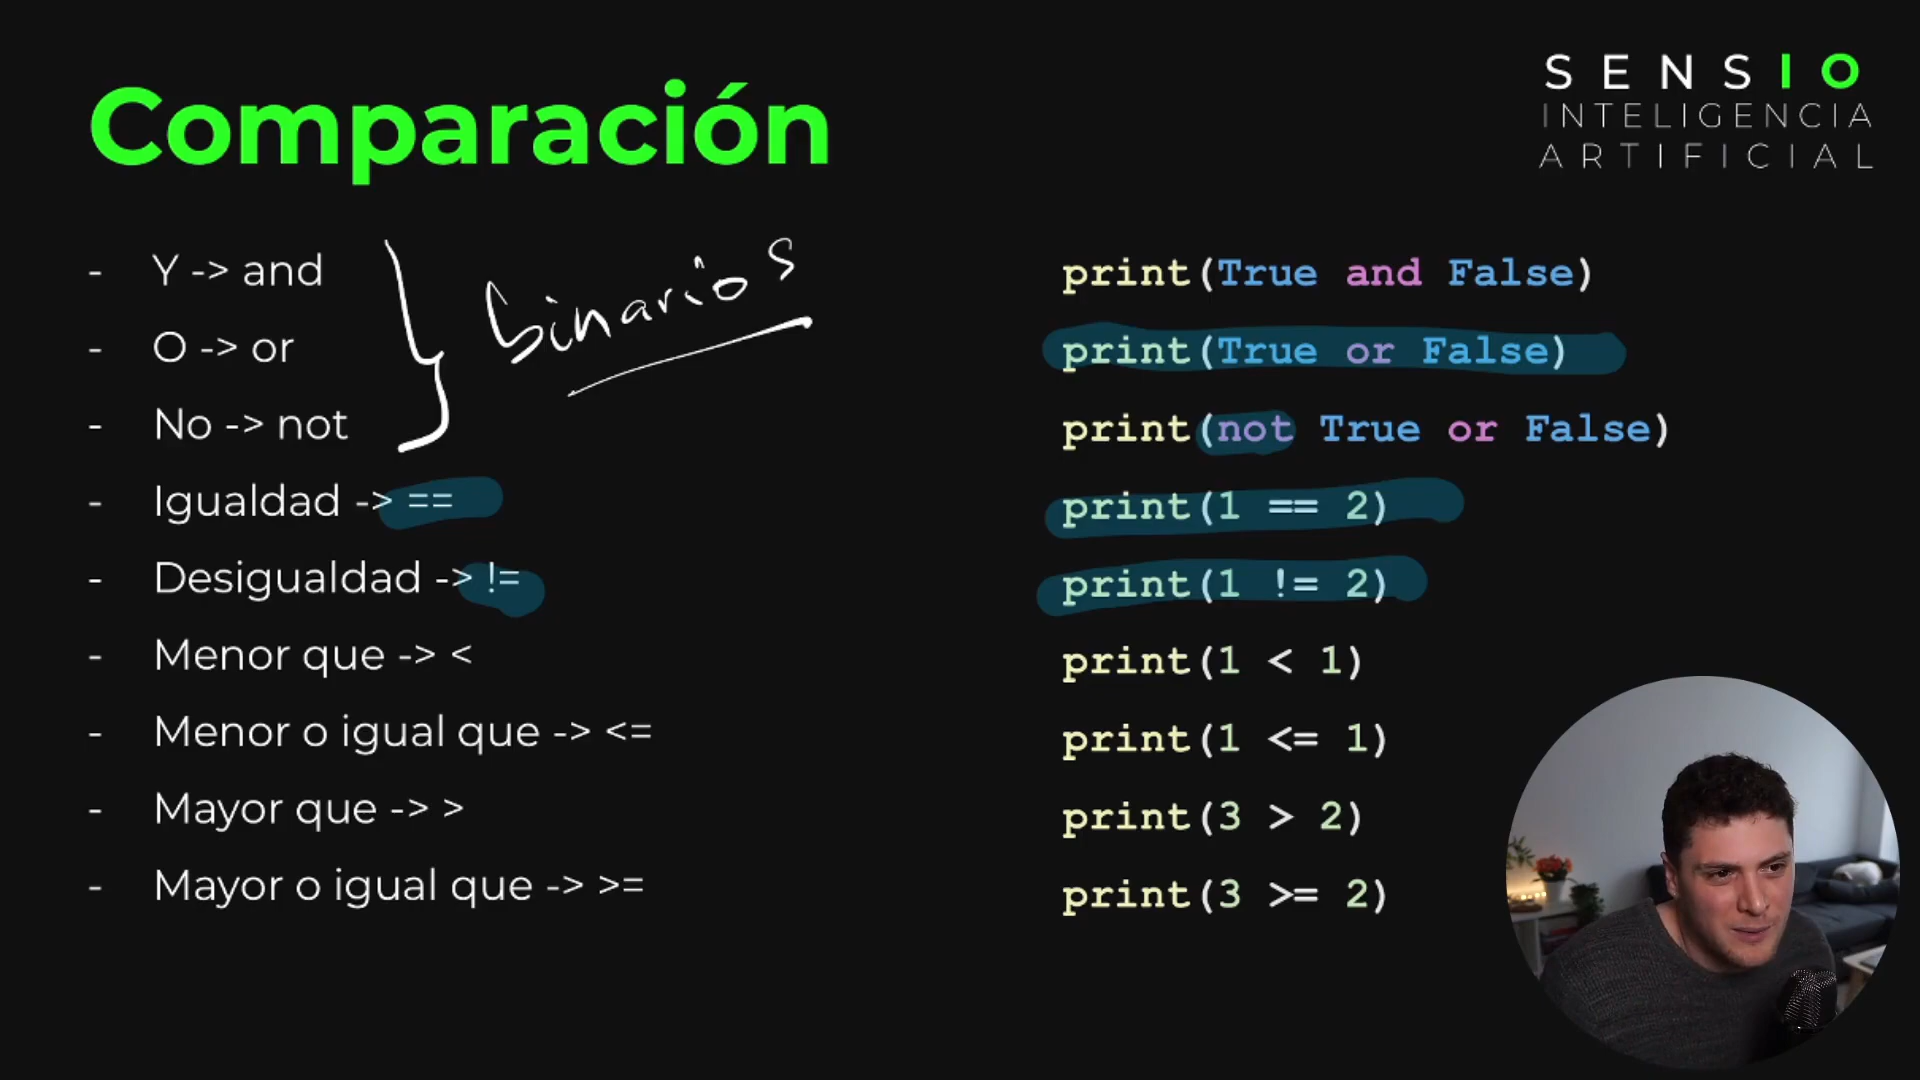 Comparación
SENSIO
INTELIGENCIA
ARTIFICIAL
- Y -> and
- O -> or
- No -> not
binarios
- Igualdad -> ==
- Desigualdad -> !=
- Menor que -> <
- Menor o igual que -> <=
- Mayor que -> >
- Mayor o igual que -> >=
print(True and False)
print(True or False)
print(not True or False)
print(1 == 2)
print(1 != 2)
print(1 < 1)
print(1 <= 1)
print(3 > 2)
print(3 >= 2)